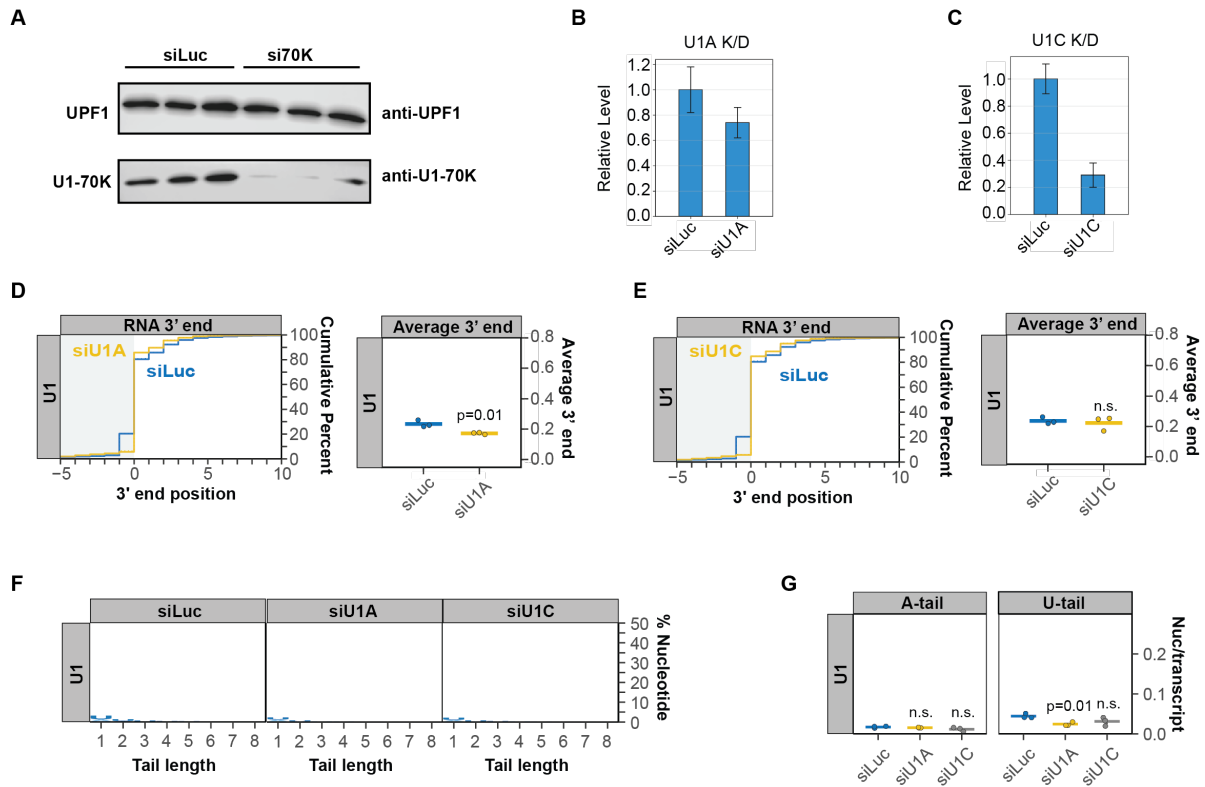 A
siLuc si70K
UPF1 anti-UPF1
U1-70K anti-U1-70K
B
U1A K/D
Relative Level
1.2
1.0
0.8
0.6
0.4
0.2
0.0
siLuc siU1A
C
U1C K/D
Relative Level
1.0
0.8
0.6
0.4
0.2
0.0
siLuc siU1C
D
RNA 3’ end
U1
siU1A
siLuc
100
80
60
40
20
0
Cumulative Percent
−5 0 5 10
3' end position
Average 3’ end
U1
p=0.01
0.8
0.6
0.4
0.2
0.0
Average 3’ end
siLuc siU1A
E
RNA 3’ end
U1
siU1C
siLuc
100
80
60
40
20
0
Cumulative Percent
−5 0 5 10
3' end position
Average 3’ end
U1
n.s.
0.8
0.6
0.4
0.2
0.0
Average 3’ end
siLuc siU1C
F
siLuc siU1A siU1C
U1
50
40
30
20
10
0
% Nucleotide
1 2 3 4 5 6 7 8 1 2 3 4 5 6 7 8 1 2 3 4 5 6 7 8
Tail length Tail length Tail length
G
A-tail U-tail
U1
n.s. n.s. p=0.01 n.s.
0.2
0.1
0.0
Nuc/transcript
siLuc siU1A siU1C siLuc siU1A siU1C